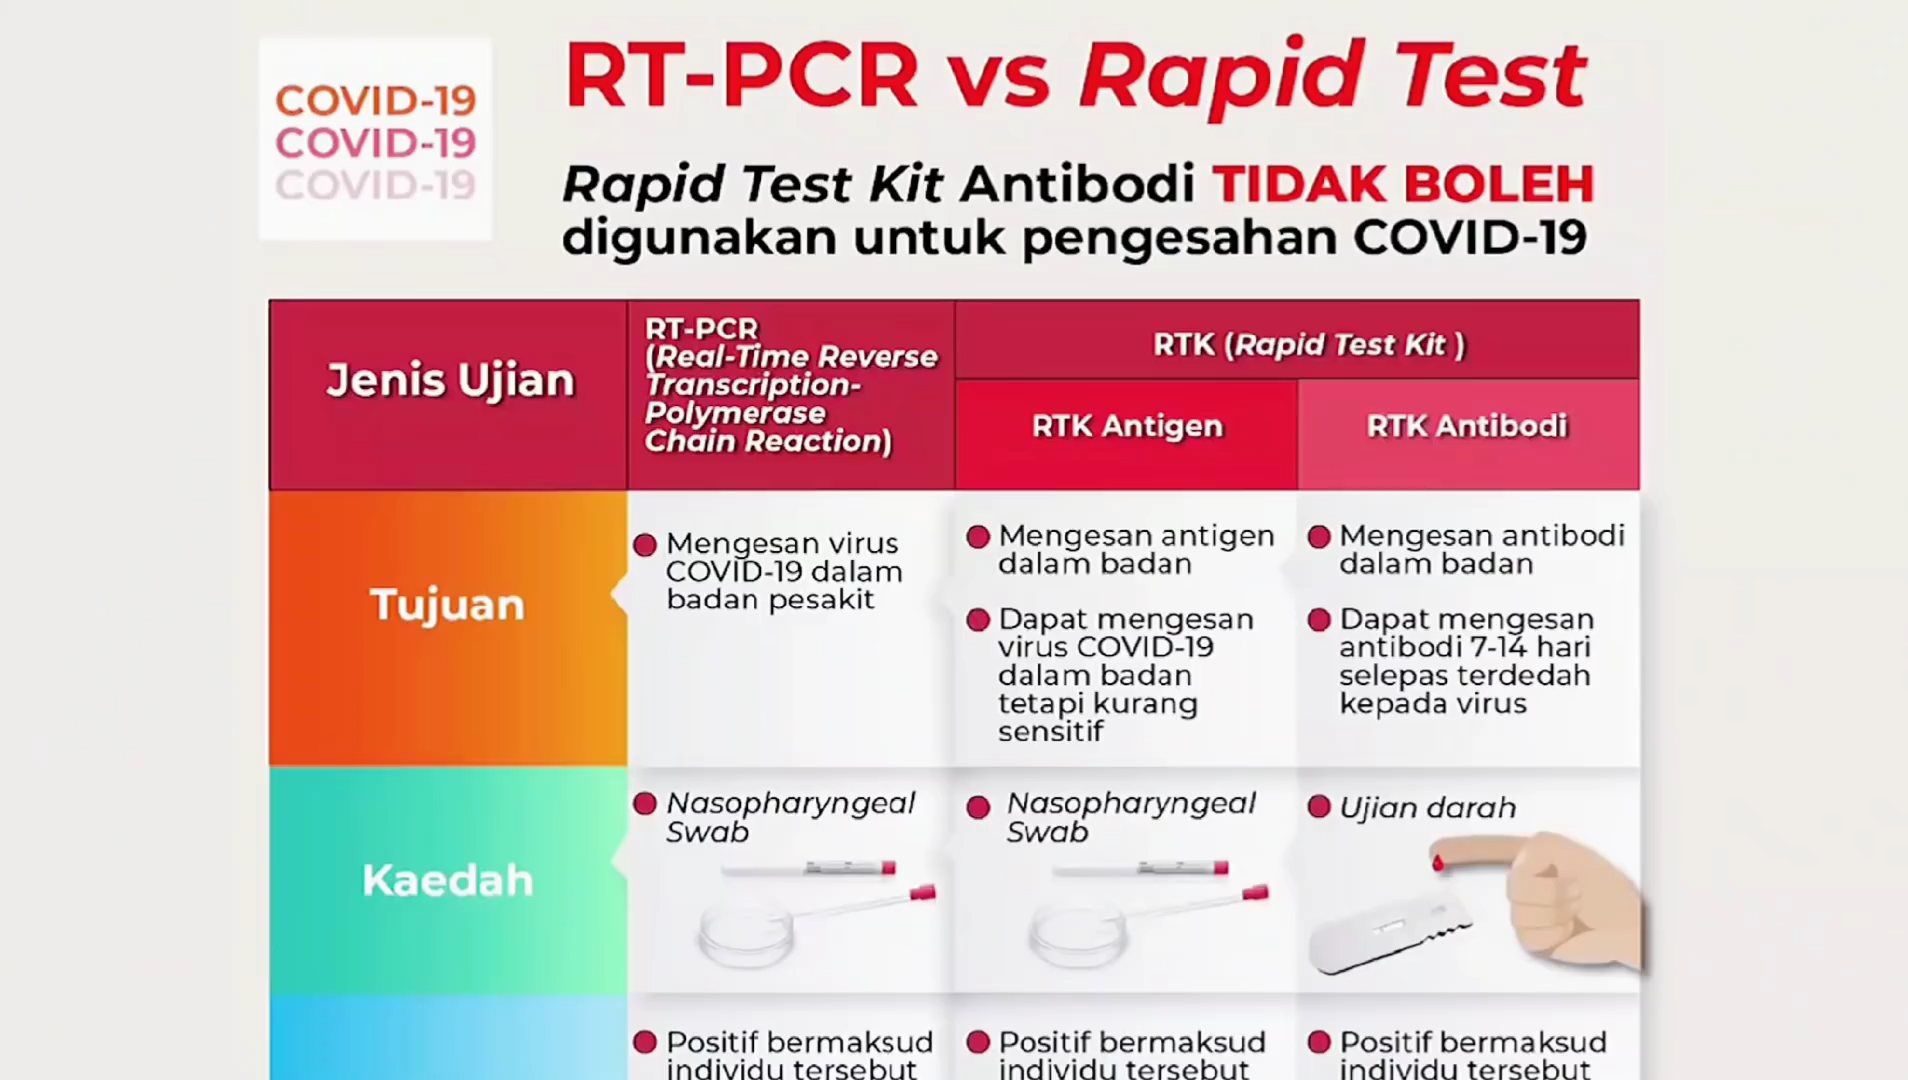 COVID-19
COVID-19
COVID-19
RT-PCR vs Rapid Test
Rapid Test Kit Antibodi TIDAK BOLEH
digunakan untuk pengesahan COVID-19
Jenis Ujian
RT-PCR
(Real-Time Reverse
Transcription-
Polymerase
Chain Reaction)
RTK (Rapid Test Kit )
RTK Antigen
RTK Antibodi
Tujuan
Mengesan virus
COVID-19 dalam
badan pesakit
Mengesan antigen
dalam badan
Dapat mengesan
virus COVID-19
dalam badan
tetapi kurang
sensitif
Mengesan antibodi
dalam badan
Dapat mengesan
antibodi 7-14 hari
selepas terdedah
kepada virus
Kaedah
Nasopharyngeal
Swab
Nasopharyngeal
Swab
Ujian darah
Positif bermaksud
individu tersebut
Positif bermaksud
individu tersebut
Positif bermaksud
individu tersebut